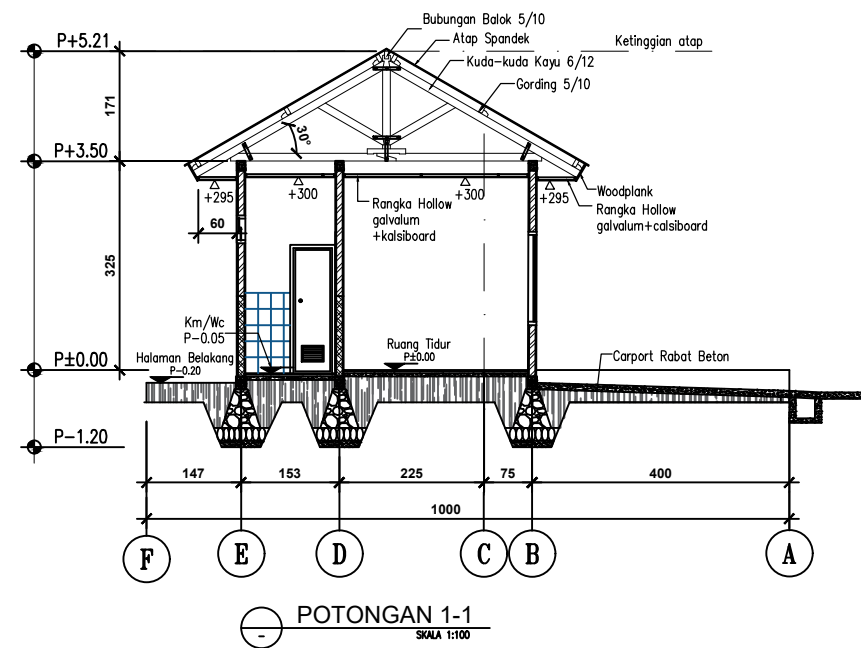 Bubungan Balok 5/10
Atap Spandek
Ketinggian atap
Kuda-kuda Kayu 6/12
Gording 5/10
P+5.21
171
30°
P+3.50
+295
+300
+300
+295
Woodplank
Rangka Hollow
galvalum
+kalsiboard
Rangka Hollow
galvalum+calsiboard
60
325
Km/Wc
P-0.05
Ruang Tidur
P±0.00
Halaman Belakang
P-0.20
Carport Rabat Beton
P±0.00
P-1.20
147
153
225
75
400
1000
F
E
D
C
B
A
POTONGAN 1-1
SKALA 1:100
-